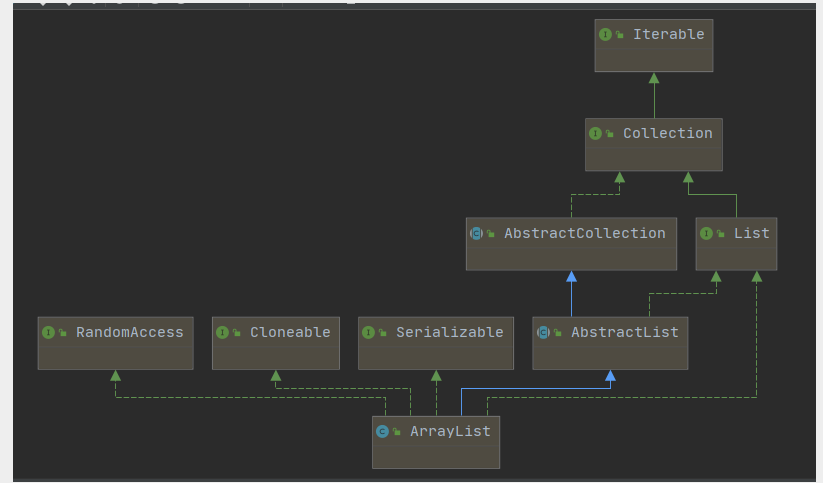 Iterable
Collection
AbstractCollection
List
RandomAccess
Cloneable
Serializable
AbstractList
ArrayList